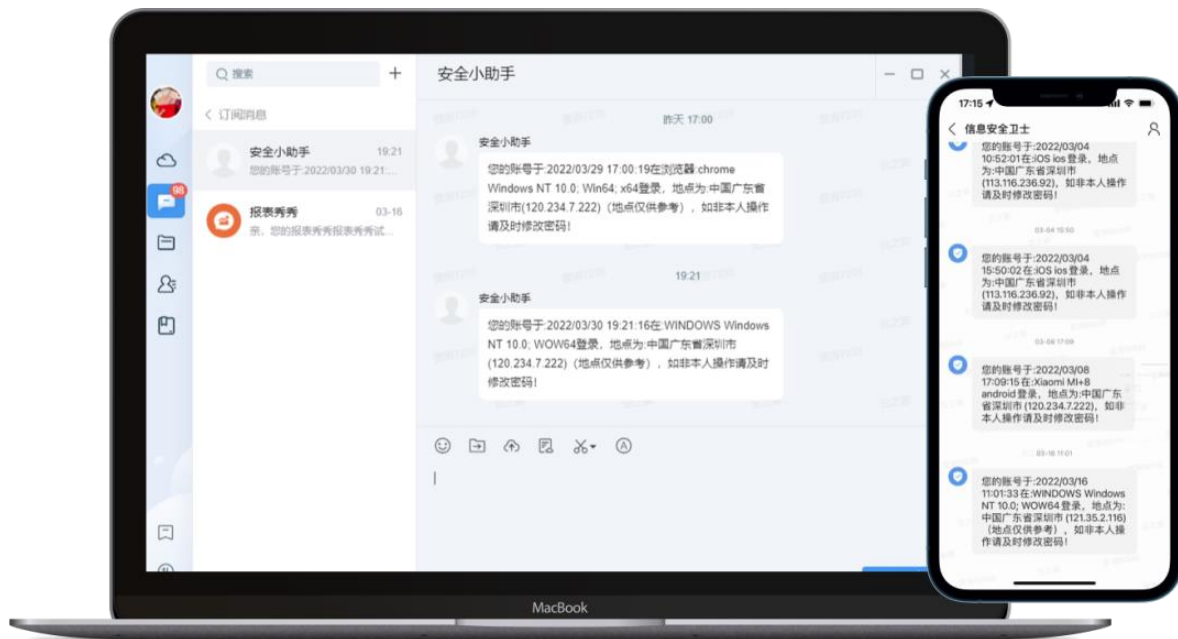 搜索
订阅消息
安全小助手 19:21
您的账号于:2022/03/30 19:21:...
报表秀秀 03-16
亲，您的报表秀秀报表秀秀试...
98
安全小助手
昨天 17:00
安全小助手
您的账号于:2022/03/29 17:00:19在浏览器:chrome
Windows NT 10.0; Win64; x64登录，地点为:中国广东省
深圳市(120.234.7.222)（地点仅供参考），如非本人操作
请及时修改密码!
19:21
安全小助手
您的账号于:2022/03/30 19:21:16在:WINDOWS Windows
NT 10.0; WOW64登录，地点为:中国广东省深圳市
(120.234.7.222)（地点仅供参考），如非本人操作请及时
修改密码!
MacBook
17:15
信息安全卫士
您的账号于:2022/03/04
10:52:01在:iOS ios登录，地点
为:中国广东省深圳市
(113.116.236.92)，如非本人操作
请及时修改密码!
03-04 15:50
您的账号于:2022/03/04
15:50:02在:iOS ios登录，地点
为:中国广东省深圳市
(113.116.236.92)，如非本人操作
请及时修改密码!
03-08 17:09
您的账号于:2022/03/08
17:09:15在:Xiaomi MI+8
android登录，地点为:中国广东
省深圳市(120.234.7.222)，如非
本人操作请及时修改密码!
03-16 11:01
您的账号于:2022/03/16
11:01:33在:WINDOWS Windows
NT 10.0; WOW64登录，地点为:
中国广东省深圳市(121.35.2.116)
（地点仅供参考），如非本人操
作请及时修改密码!